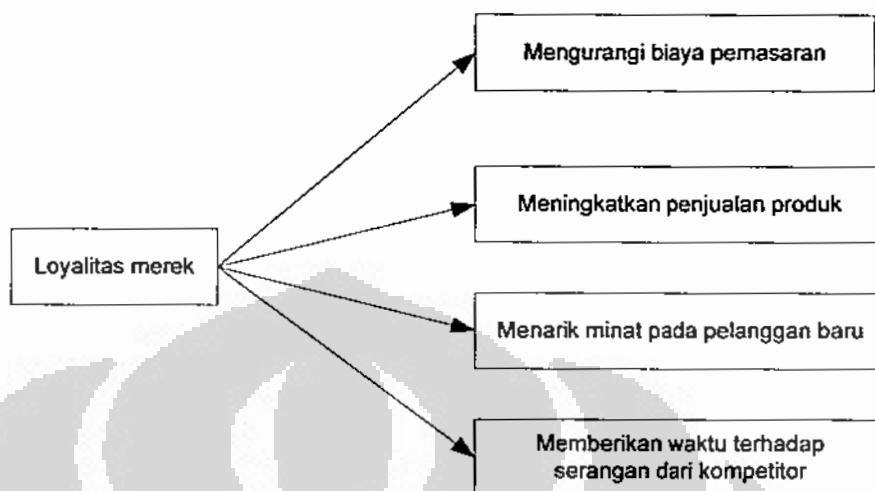 Mengurangi biaya pemasaran
Meningkatkan penjualan produk
Loyalitas merek
Menarik minat pada pelanggan baru
Memberikan waktu terhadap
serangan dari kompetitor